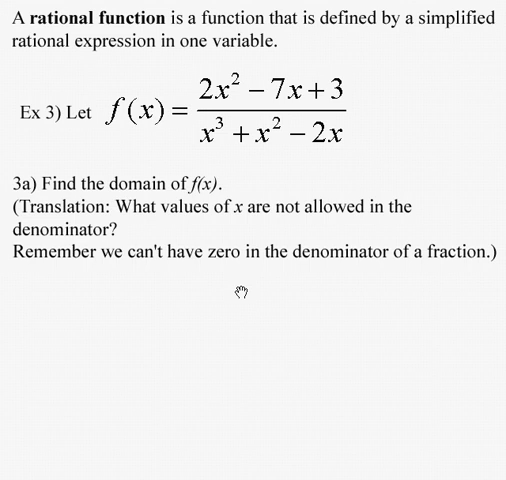 A rational function is a function that is defined by a simplified
rational expression in one variable.
Ex 3) Let f(x) = (2x² − 7x + 3) / (x³ + x² − 2x)
3a) Find the domain of f(x).
(Translation: What values of x are not allowed in the
denominator?
Remember we can't have zero in the denominator of a fraction.)